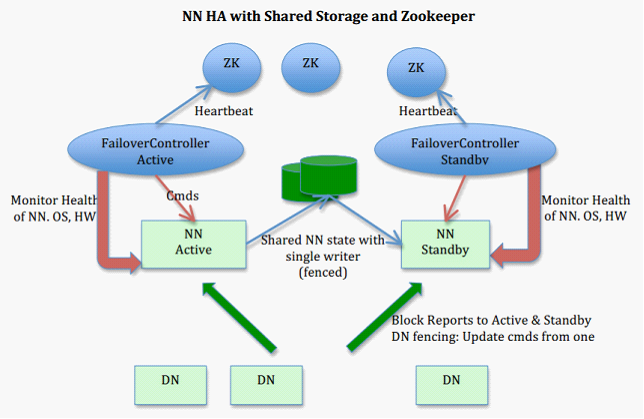 NN HA with Shared Storage and Zookeeper
ZK
ZK
ZK
Heartbeat
Heartbeat
FailoverController
Active
FailoverController
Standby
Cmds
Monitor Health
of NN. OS, HW
Monitor Health
of NN. OS, HW
NN
Active
Shared NN state with
single writer
(fenced)
NN
Standby
Block Reports to Active & Standby
DN fencing: Update cmds from one
DN
DN
DN